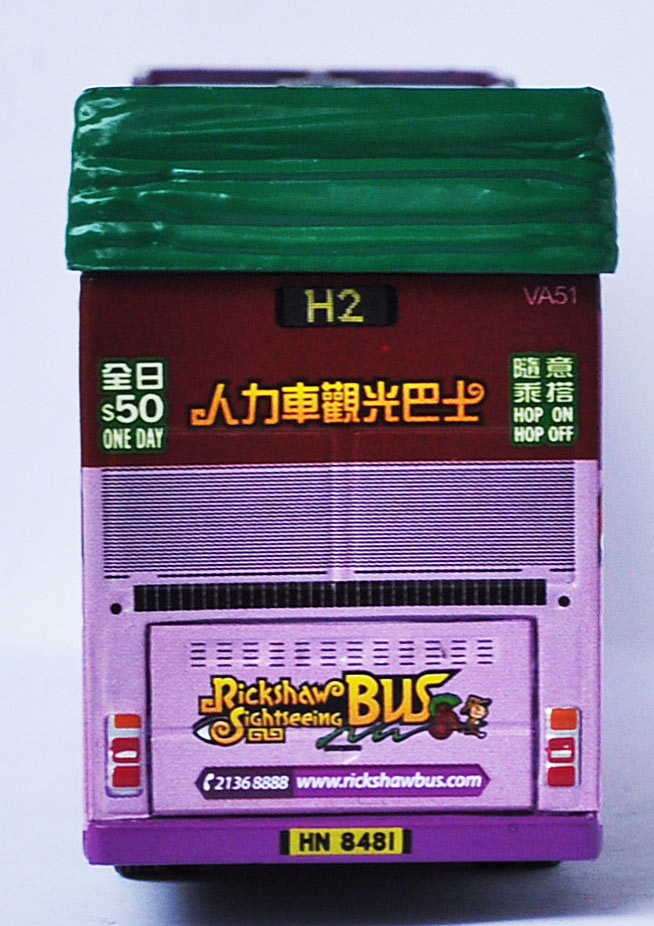 H2
VA51
全日
$50
ONE DAY
人力車觀光巴士
隨意
乘搭
HOP ON
HOP OFF
Rickshaw
Sightseeing
BUS
2136 8888 www.rickshawbus.com
HN 8481